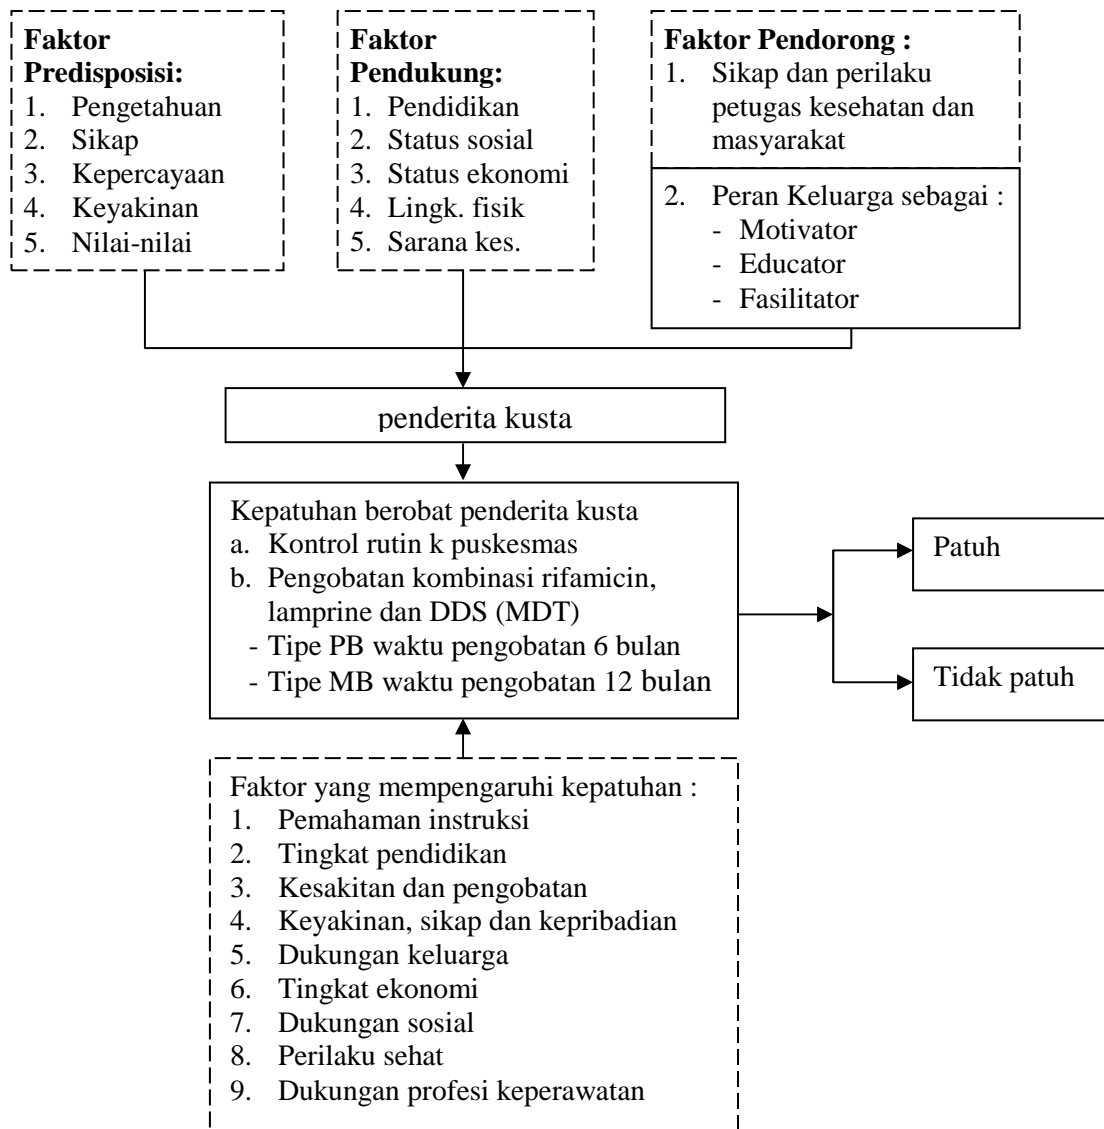 Faktor
Predisposisi:
1. Pengetahuan
2. Sikap
3. Kepercayaan
4. Keyakinan
5. Nilai-nilai
Faktor
Pendukung:
1. Pendidikan
2. Status sosial
3. Status ekonomi
4. Lingk. fisik
5. Sarana kes.
Faktor Pendorong :
1. Sikap dan perilaku
petugas kesehatan dan
masyarakat
2. Peran Keluarga sebagai :
- Motivator
- Educator
- Fasilitator
penderita kusta
Kepatuhan berobat penderita kusta
a. Kontrol rutin k puskesmas
b. Pengobatan kombinasi rifamicin,
lamprine dan DDS (MDT)
- Tipe PB waktu pengobatan 6 bulan
- Tipe MB waktu pengobatan 12 bulan
Patuh
Tidak patuh
Faktor yang mempengaruhi kepatuhan :
1. Pemahaman instruksi
2. Tingkat pendidikan
3. Kesakitan dan pengobatan
4. Keyakinan, sikap dan kepribadian
5. Dukungan keluarga
6. Tingkat ekonomi
7. Dukungan sosial
8. Perilaku sehat
9. Dukungan profesi keperawatan